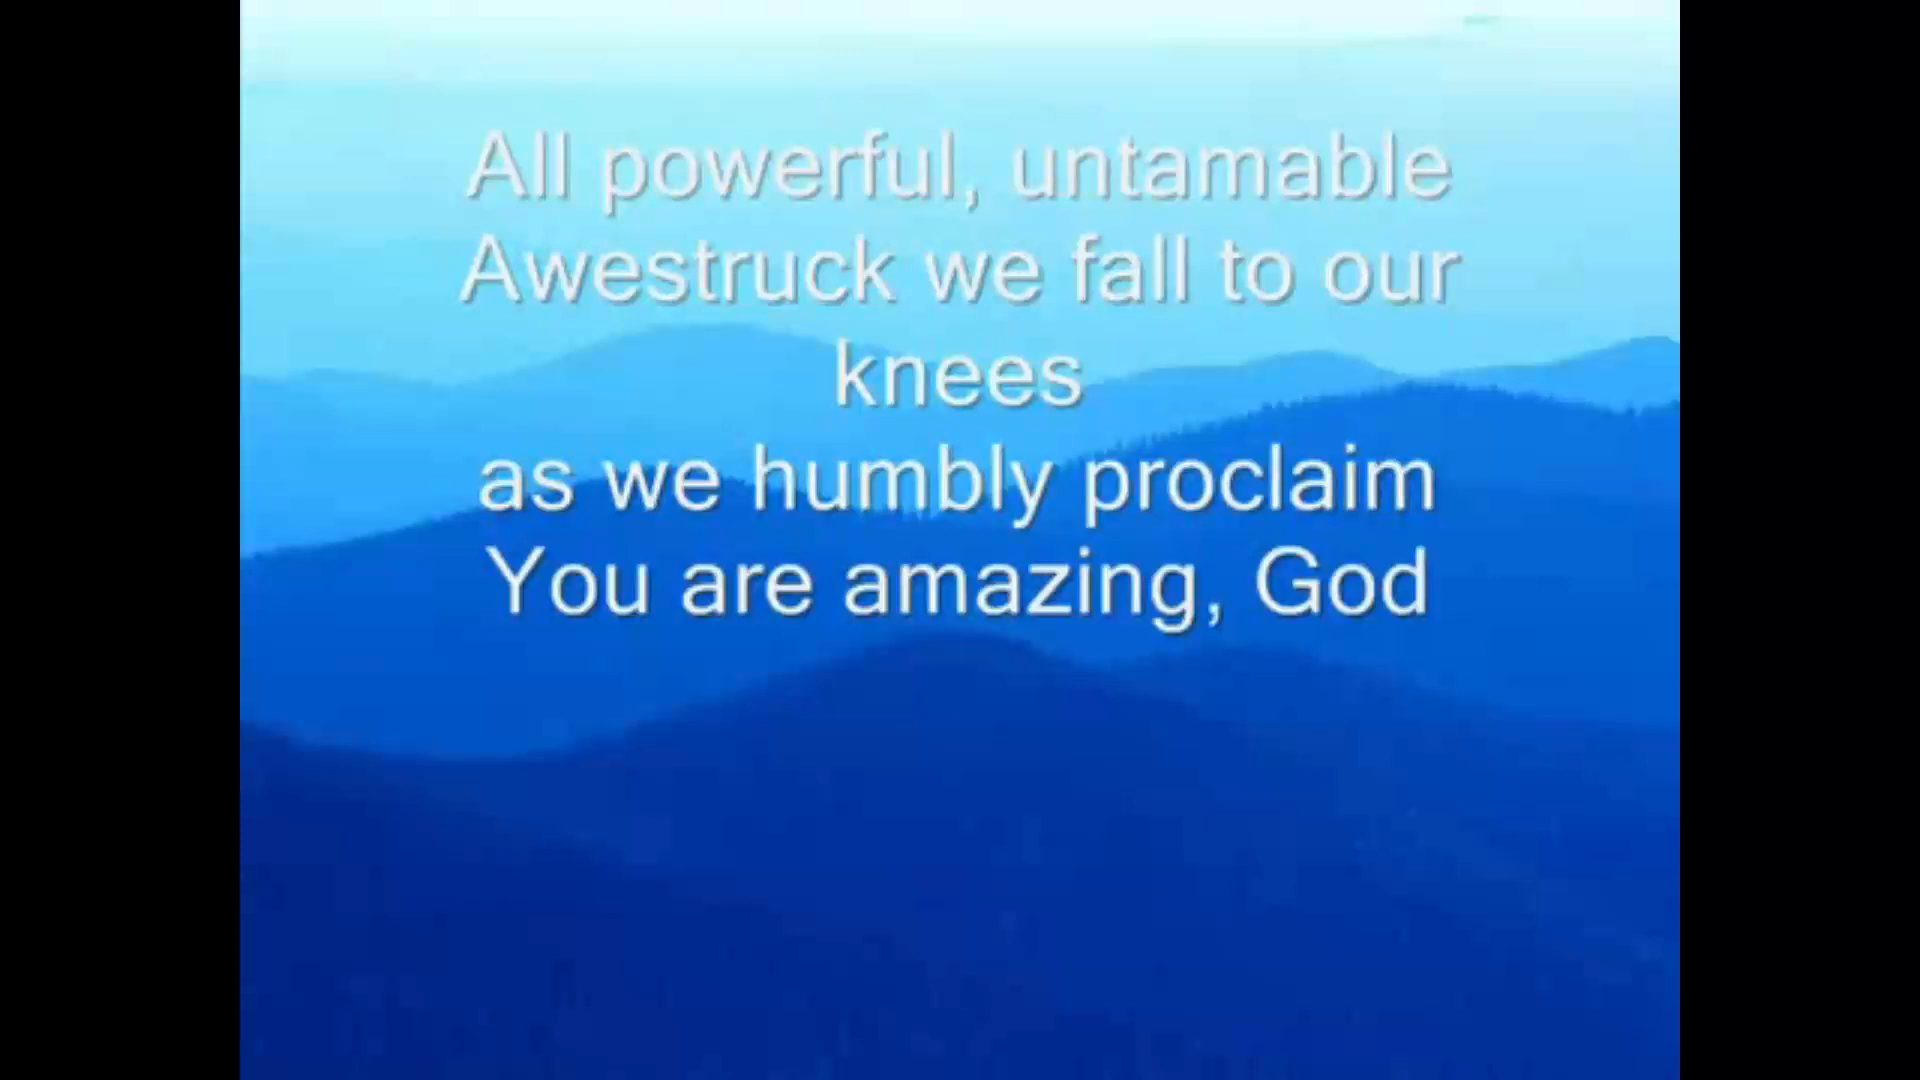 All powerful, untamable
Awestruck we fall to our
knees
as we humbly proclaim
You are amazing, God